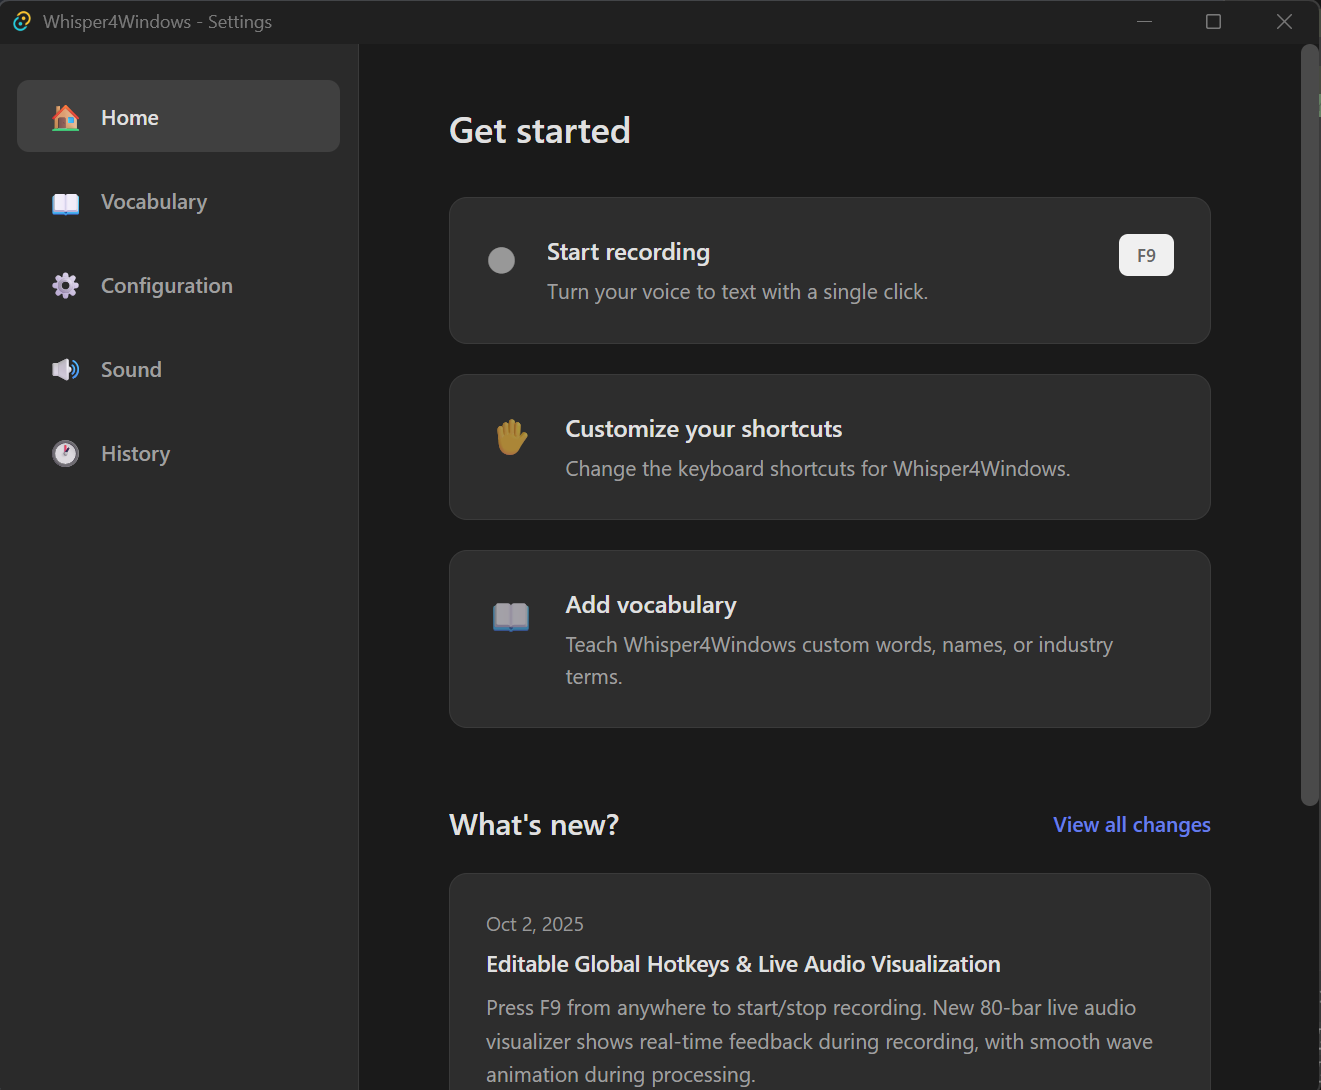 Whisper4Windows - Settings
Home
Vocabulary
Configuration
Sound
History
Get started
Start recording
F9
Turn your voice to text with a single click.
Customize your shortcuts
Change the keyboard shortcuts for Whisper4Windows.
Add vocabulary
Teach Whisper4Windows custom words, names, or industry
terms.
What's new?
View all changes
Oct 2, 2025
Editable Global Hotkeys & Live Audio Visualization
Press F9 from anywhere to start/stop recording. New 80-bar live audio
visualizer shows real-time feedback during recording, with smooth wave
animation during processing.